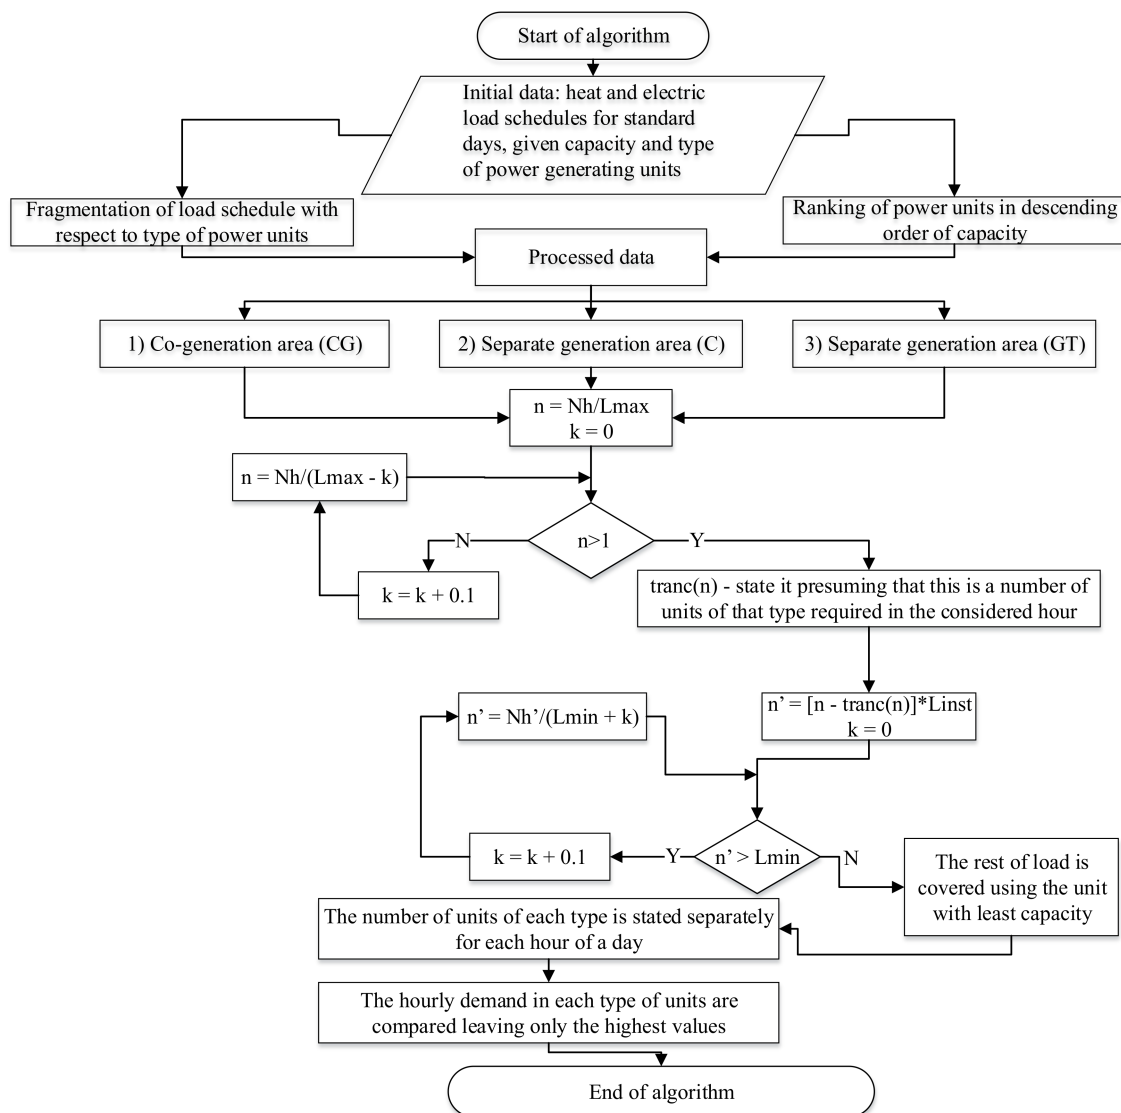 Start of algorithm
Initial data: heat and electric
load schedules for standard
days, given capacity and type
of power generating units
Fragmentation of load schedule with
respect to type of power units
Ranking of power units in descending
order of capacity
Processed data
1) Co-generation area (CG)
2) Separate generation area (C)
3) Separate generation area (GT)
n = Nh/Lmax
k = 0
n = Nh/(Lmax - k)
n>1
N
Y
k = k + 0.1
tranc(n) - state it presuming that this is a number of
units of that type required in the considered hour
n’ = [n - tranc(n)]*Linst
k = 0
n’ = Nh’/(Lmin + k)
n’ > Lmin
Y
N
k = k + 0.1
The rest of load is
covered using the unit
with least capacity
The number of units of each type is stated separately
for each hour of a day
The hourly demand in each type of units are
compared leaving only the highest values
End of algorithm